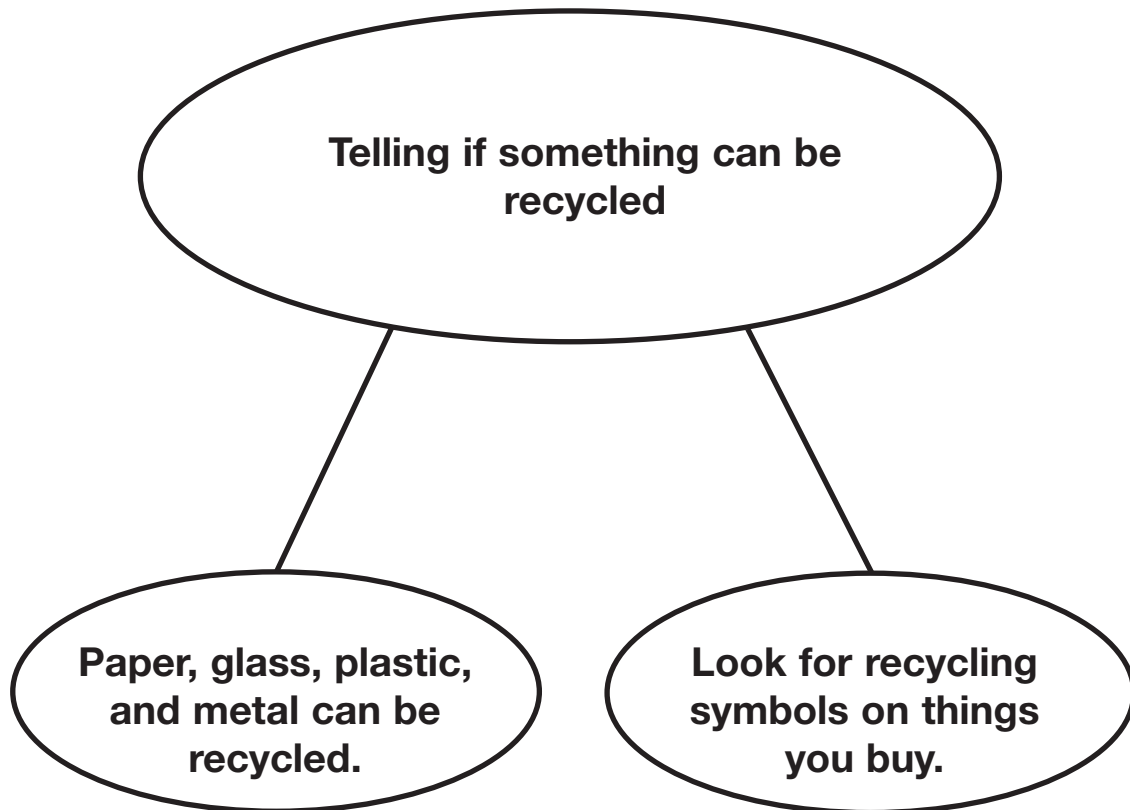 Telling if something can be
recycled
Paper, glass, plastic,
and metal can be
recycled.
Look for recycling
symbols on things
you buy.